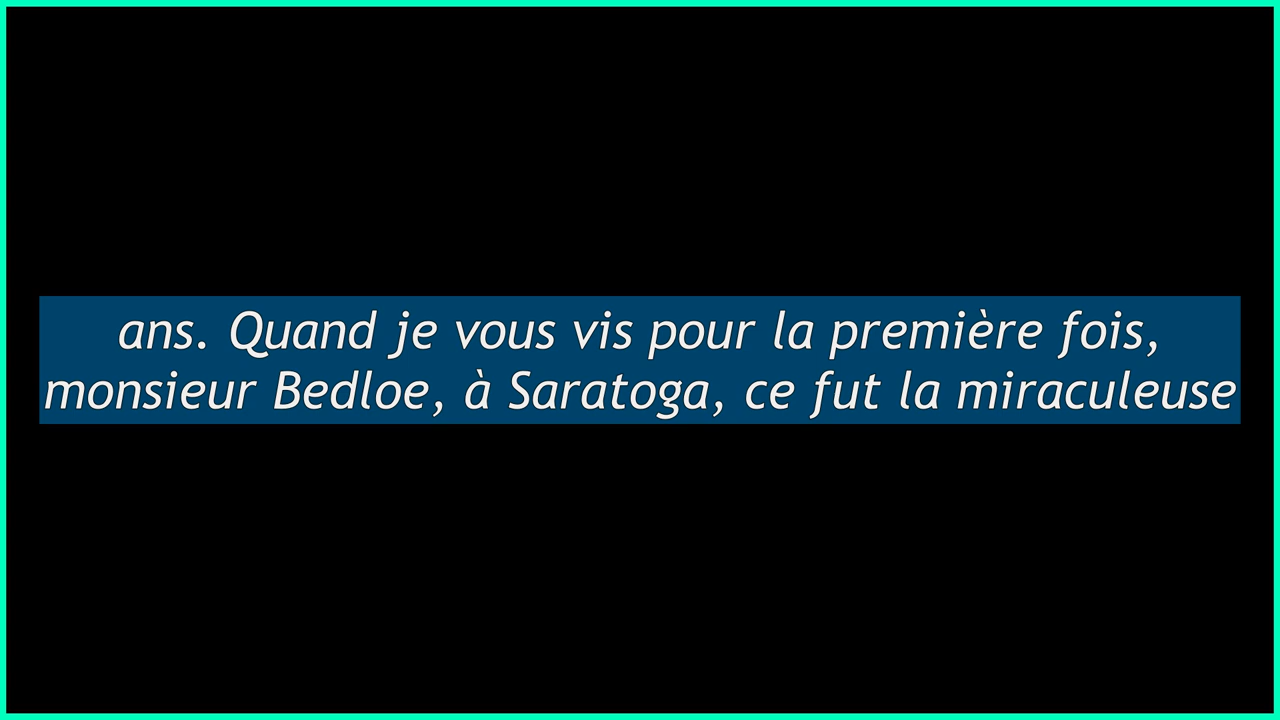 ans. Quand je vous vis pour la première fois,
monsieur Bedloe, à Saratoga, ce fut la miraculeuse